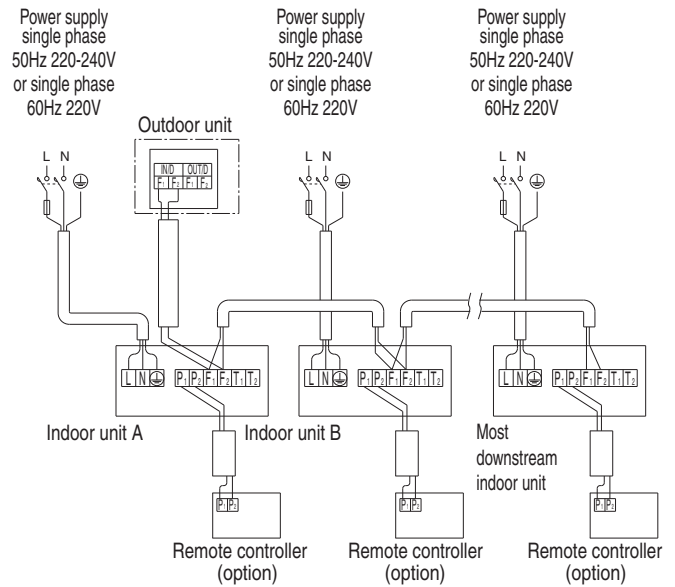 Power supply
single phase
50Hz 220-240V
or single phase
60Hz 220V
Power supply
single phase
50Hz 220-240V
or single phase
60Hz 220V
Power supply
single phase
50Hz 220-240V
or single phase
60Hz 220V
Outdoor unit
L N
L N
L N
IN/D OUT/D
F₁ F₂ F₁ F₂
L N
P₁ P₂ F₁ F₂ T₁ T₂
L N
P₁ P₂ F₁ F₂ T₁ T₂
L N
P₁ P₂ F₁ F₂ T₁ T₂
Indoor unit A
Indoor unit B
Most
downstream
indoor unit
P₁ P₂
P₁ P₂
P₁ P₂
Remote controller
(option)
Remote controller
(option)
Remote controller
(option)